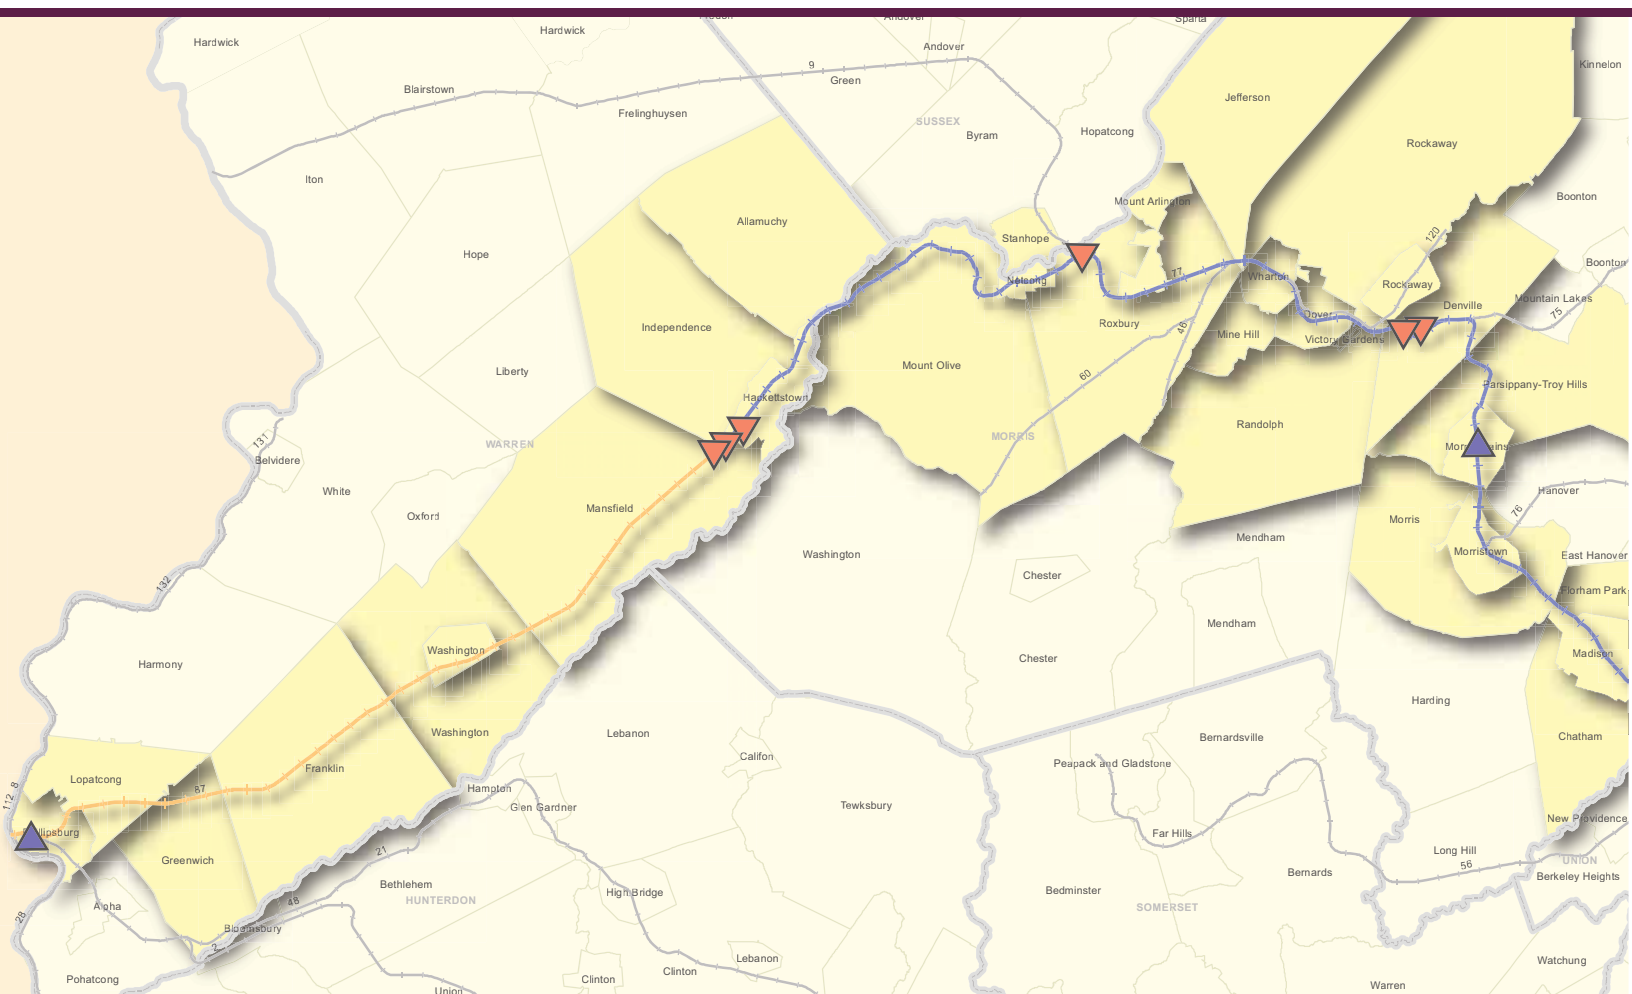 Andover
Sparta
Hardwick
Hardwick
Andover
Kinnelon
9
Green
Blairstown
Jefferson
Frelinghuysen
SUSSEX
Byram
Hopatcong
Rockaway
lton
Boonton
Mount Arlington
Allamuchy
120
Stanhope
Hope
Boonton
77
Wharton
Netcong
Rockaway
Mountain Lakes
Denville
75
Dover
Independence
Roxbury
46
Mine Hill
Victory Gardens
Mount Olive
Liberty
60
Parsippany-Troy Hills
Hackettstown
Randolph
WARREN
MORRIS
131
Belvidere
White
Hanover
Mansfield
76
Oxford
Morris
Mendham
Washington
Morristown
East Hanover
Chester
132
Florham Park
Mendham
Washington
Madison
Chester
Harmony
Harding
Washington
Lebanon
Chatham
Bernardsville
Califon
Peapack and Gladstone
Franklin
Lopatcong
8
87
Hampton
112
Glen Gardner
Tewksbury
New Providence
Far Hills
21
Long Hill
Greenwich
56
UNION
Bernards
Berkeley Heights
Bethlehem
High Bridge
Bedminster
HUNTERDON
48
Alpha
SOMERSET
28
Bloomsbury
2
Lebanon
Watchung
Clinton
Pohatcong
Clinton
Warren
Union